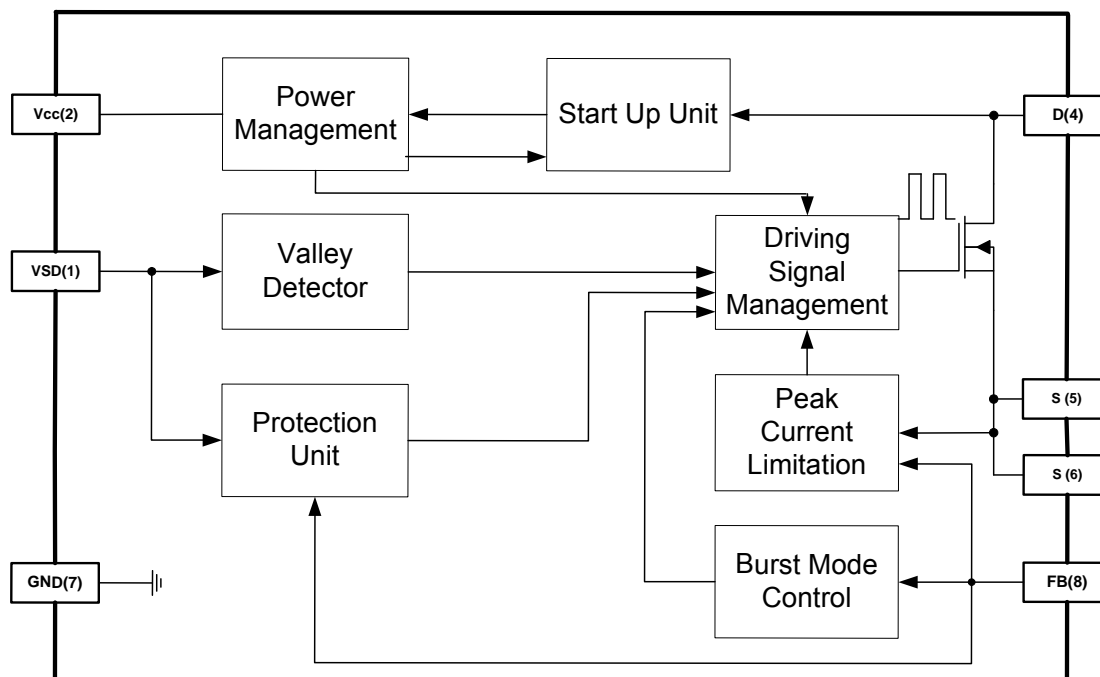 Vcc(2)
Power
Management
Start Up Unit
D(4)
VSD(1)
Valley
Detector
Driving
Signal
Management
Protection
Unit
Peak
Current
Limitation
S (5)
S (6)
GND(7)
Burst Mode
Control
FB(8)